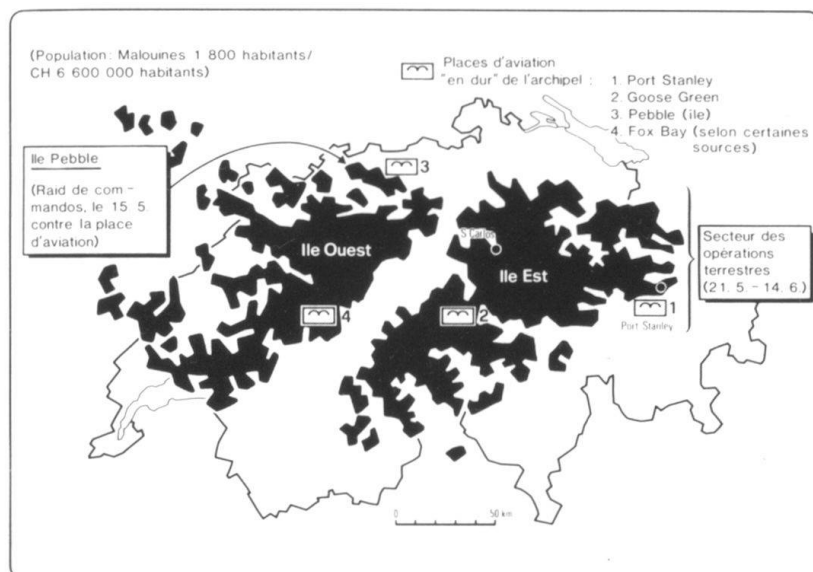 (Population: Malouines 1 800 habitants/
CH 6 600 000 habitants)
Places d'aviation
"en dur" de l'archipel :
1. Port Stanley
2. Goose Green
3. Pebble (île)
4. Fox Bay (selon certaines
sources)
Ile Pebble
(Raid de com-
mandos, le 15. 5.
contre la place
d'aviation)
3
Ile Ouest
S. Carlos
Ile Est
4
2
1
Port Stanley
Secteur des
opérations
terrestres
(21. 5. - 14. 6.)
0 50 km